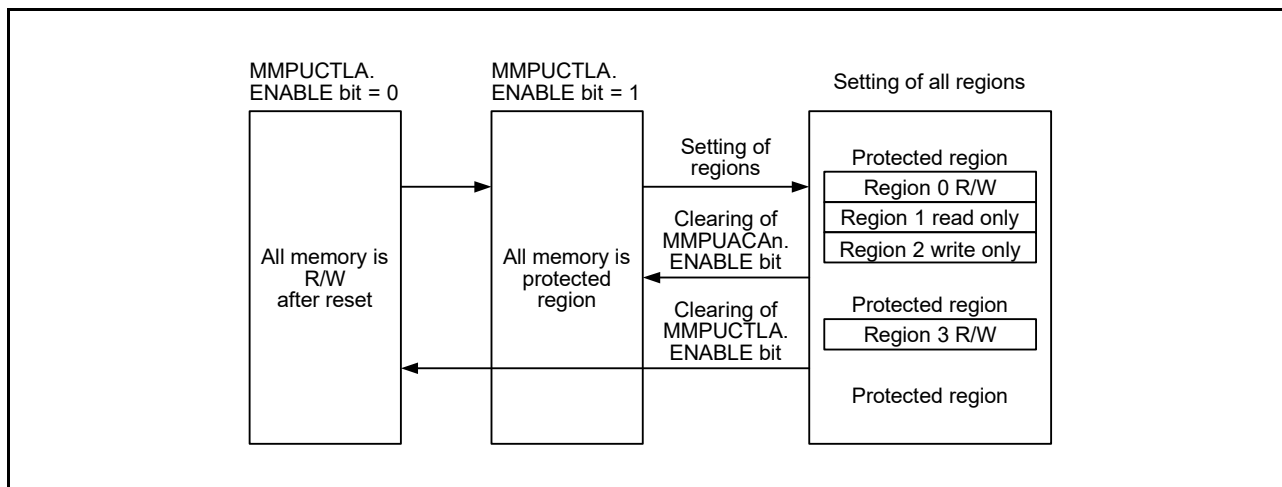 MMPUCTLA.
ENABLE bit = 0
MMPUCTLA.
ENABLE bit = 1
Setting of all regions
All memory is
R/W
after reset
All memory is
protected
region
Setting of
regions
Clearing of
MMPUACAn.
ENABLE bit
Clearing of
MMPUCTLA.
ENABLE bit
Protected region
Region 0 R/W
Region 1 read only
Region 2 write only
Protected region
Region 3 R/W
Protected region